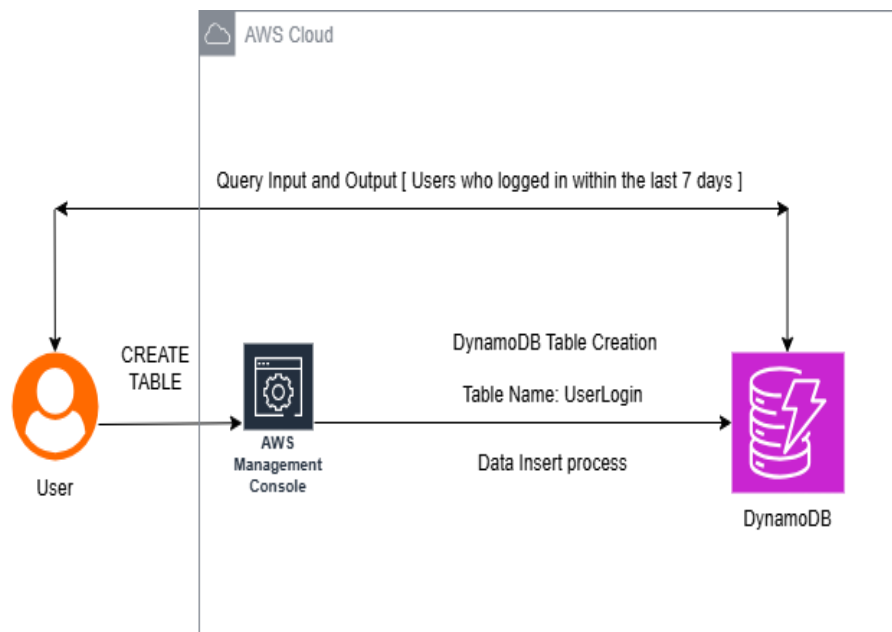 AWS Cloud
Query Input and Output [ Users who logged in within the last 7 days ]
CREATE
TABLE
DynamoDB Table Creation
Table Name: UserLogin
Data Insert process
AWS
Management
Console
User
DynamoDB